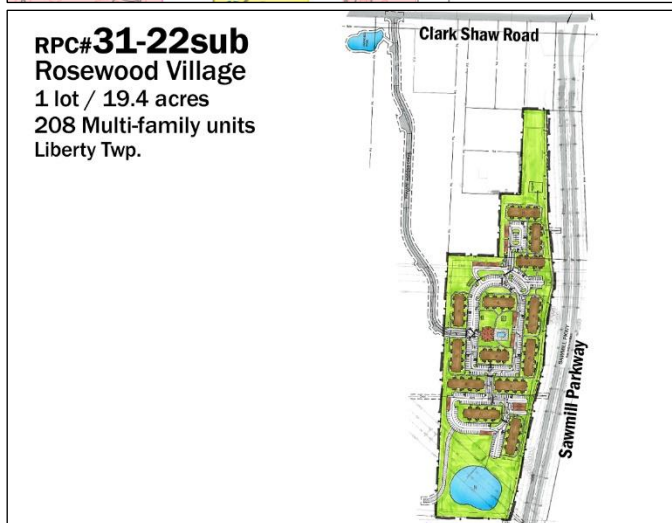 RPC#31-22sub
Rosewood Village
1 lot / 19.4 acres
208 Multi-family units
Liberty Twp.
Clark Shaw Road
Sawmill Parkway